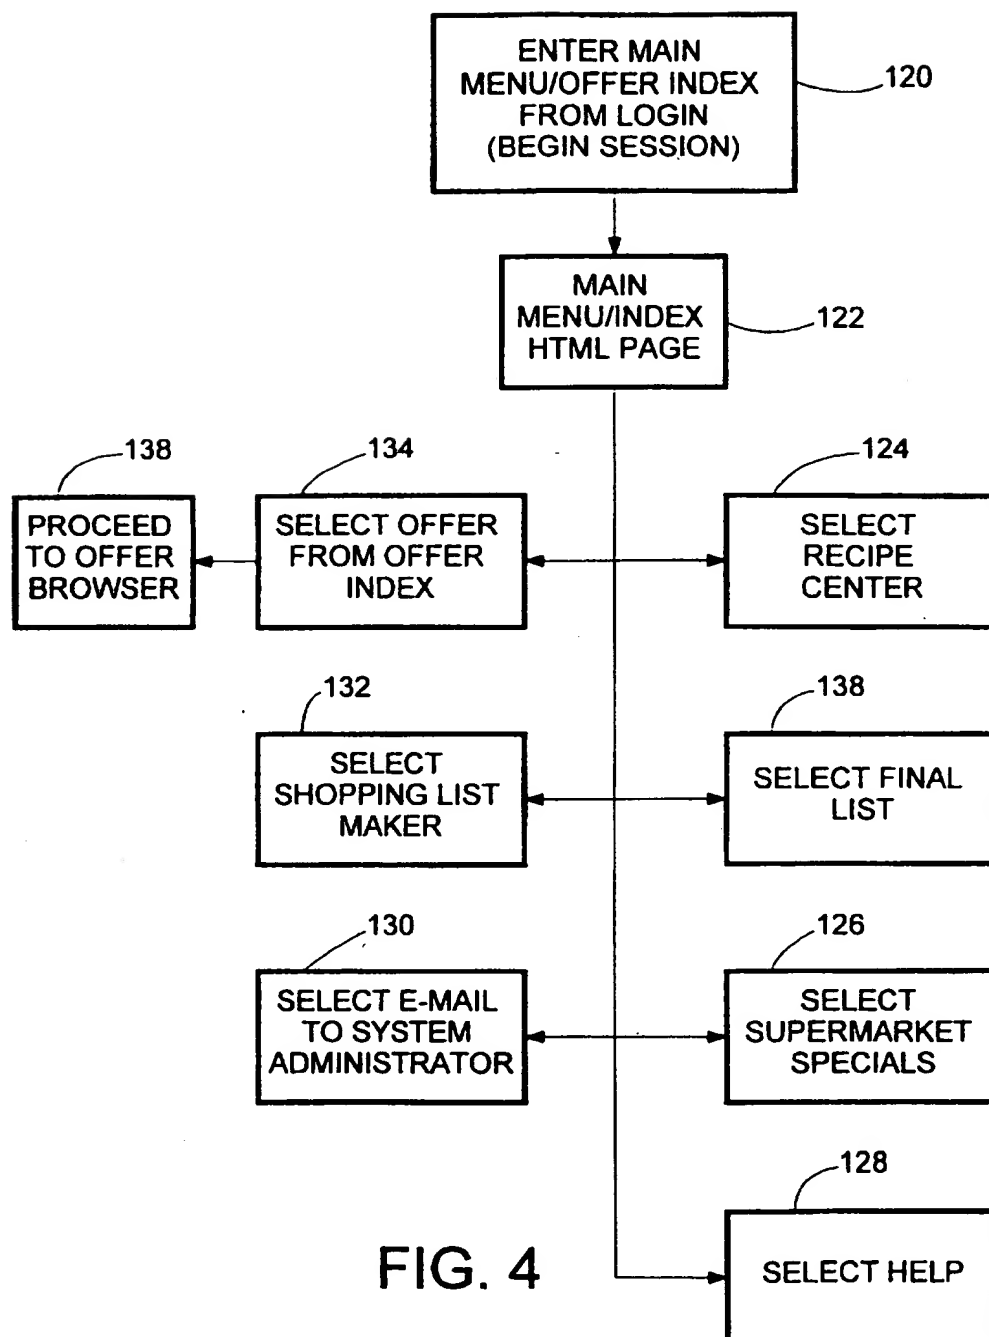 ENTER MAIN
MENU/OFFER INDEX
FROM LOGIN
(BEGIN SESSION)
120
MAIN
MENU/INDEX
HTML PAGE
122
138
PROCEED
TO OFFER
BROWSER
134
SELECT OFFER
FROM OFFER
INDEX
124
SELECT
RECIPE
CENTER
132
SELECT
SHOPPING LIST
MAKER
138
SELECT FINAL
LIST
130
SELECT E-MAIL
TO SYSTEM
ADMINISTRATOR
126
SELECT
SUPERMARKET
SPECIALS
128
SELECT HELP
FIG. 4